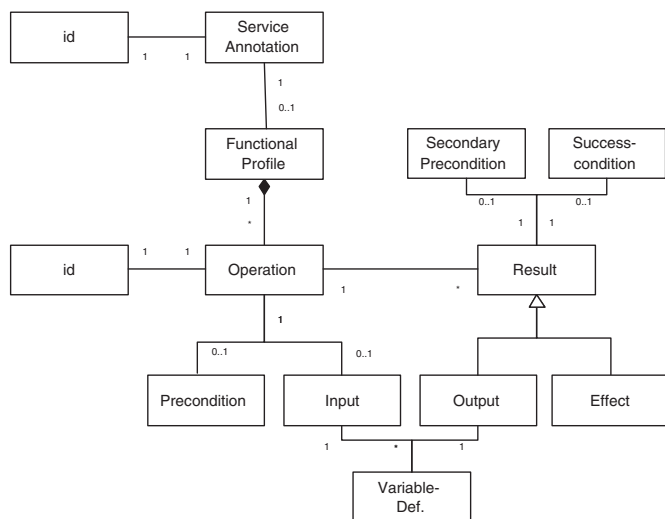 id
Service
Annotation
1
1
1
0..1
Functional
Profile
Secondary
Precondition
Success-
condition
1
*
0..1
0..1
1
1
id
1
1
Operation
Result
1
*
1
0..1
0..1
Precondition
Input
Output
Effect
1
*
1
Variable-
Def.